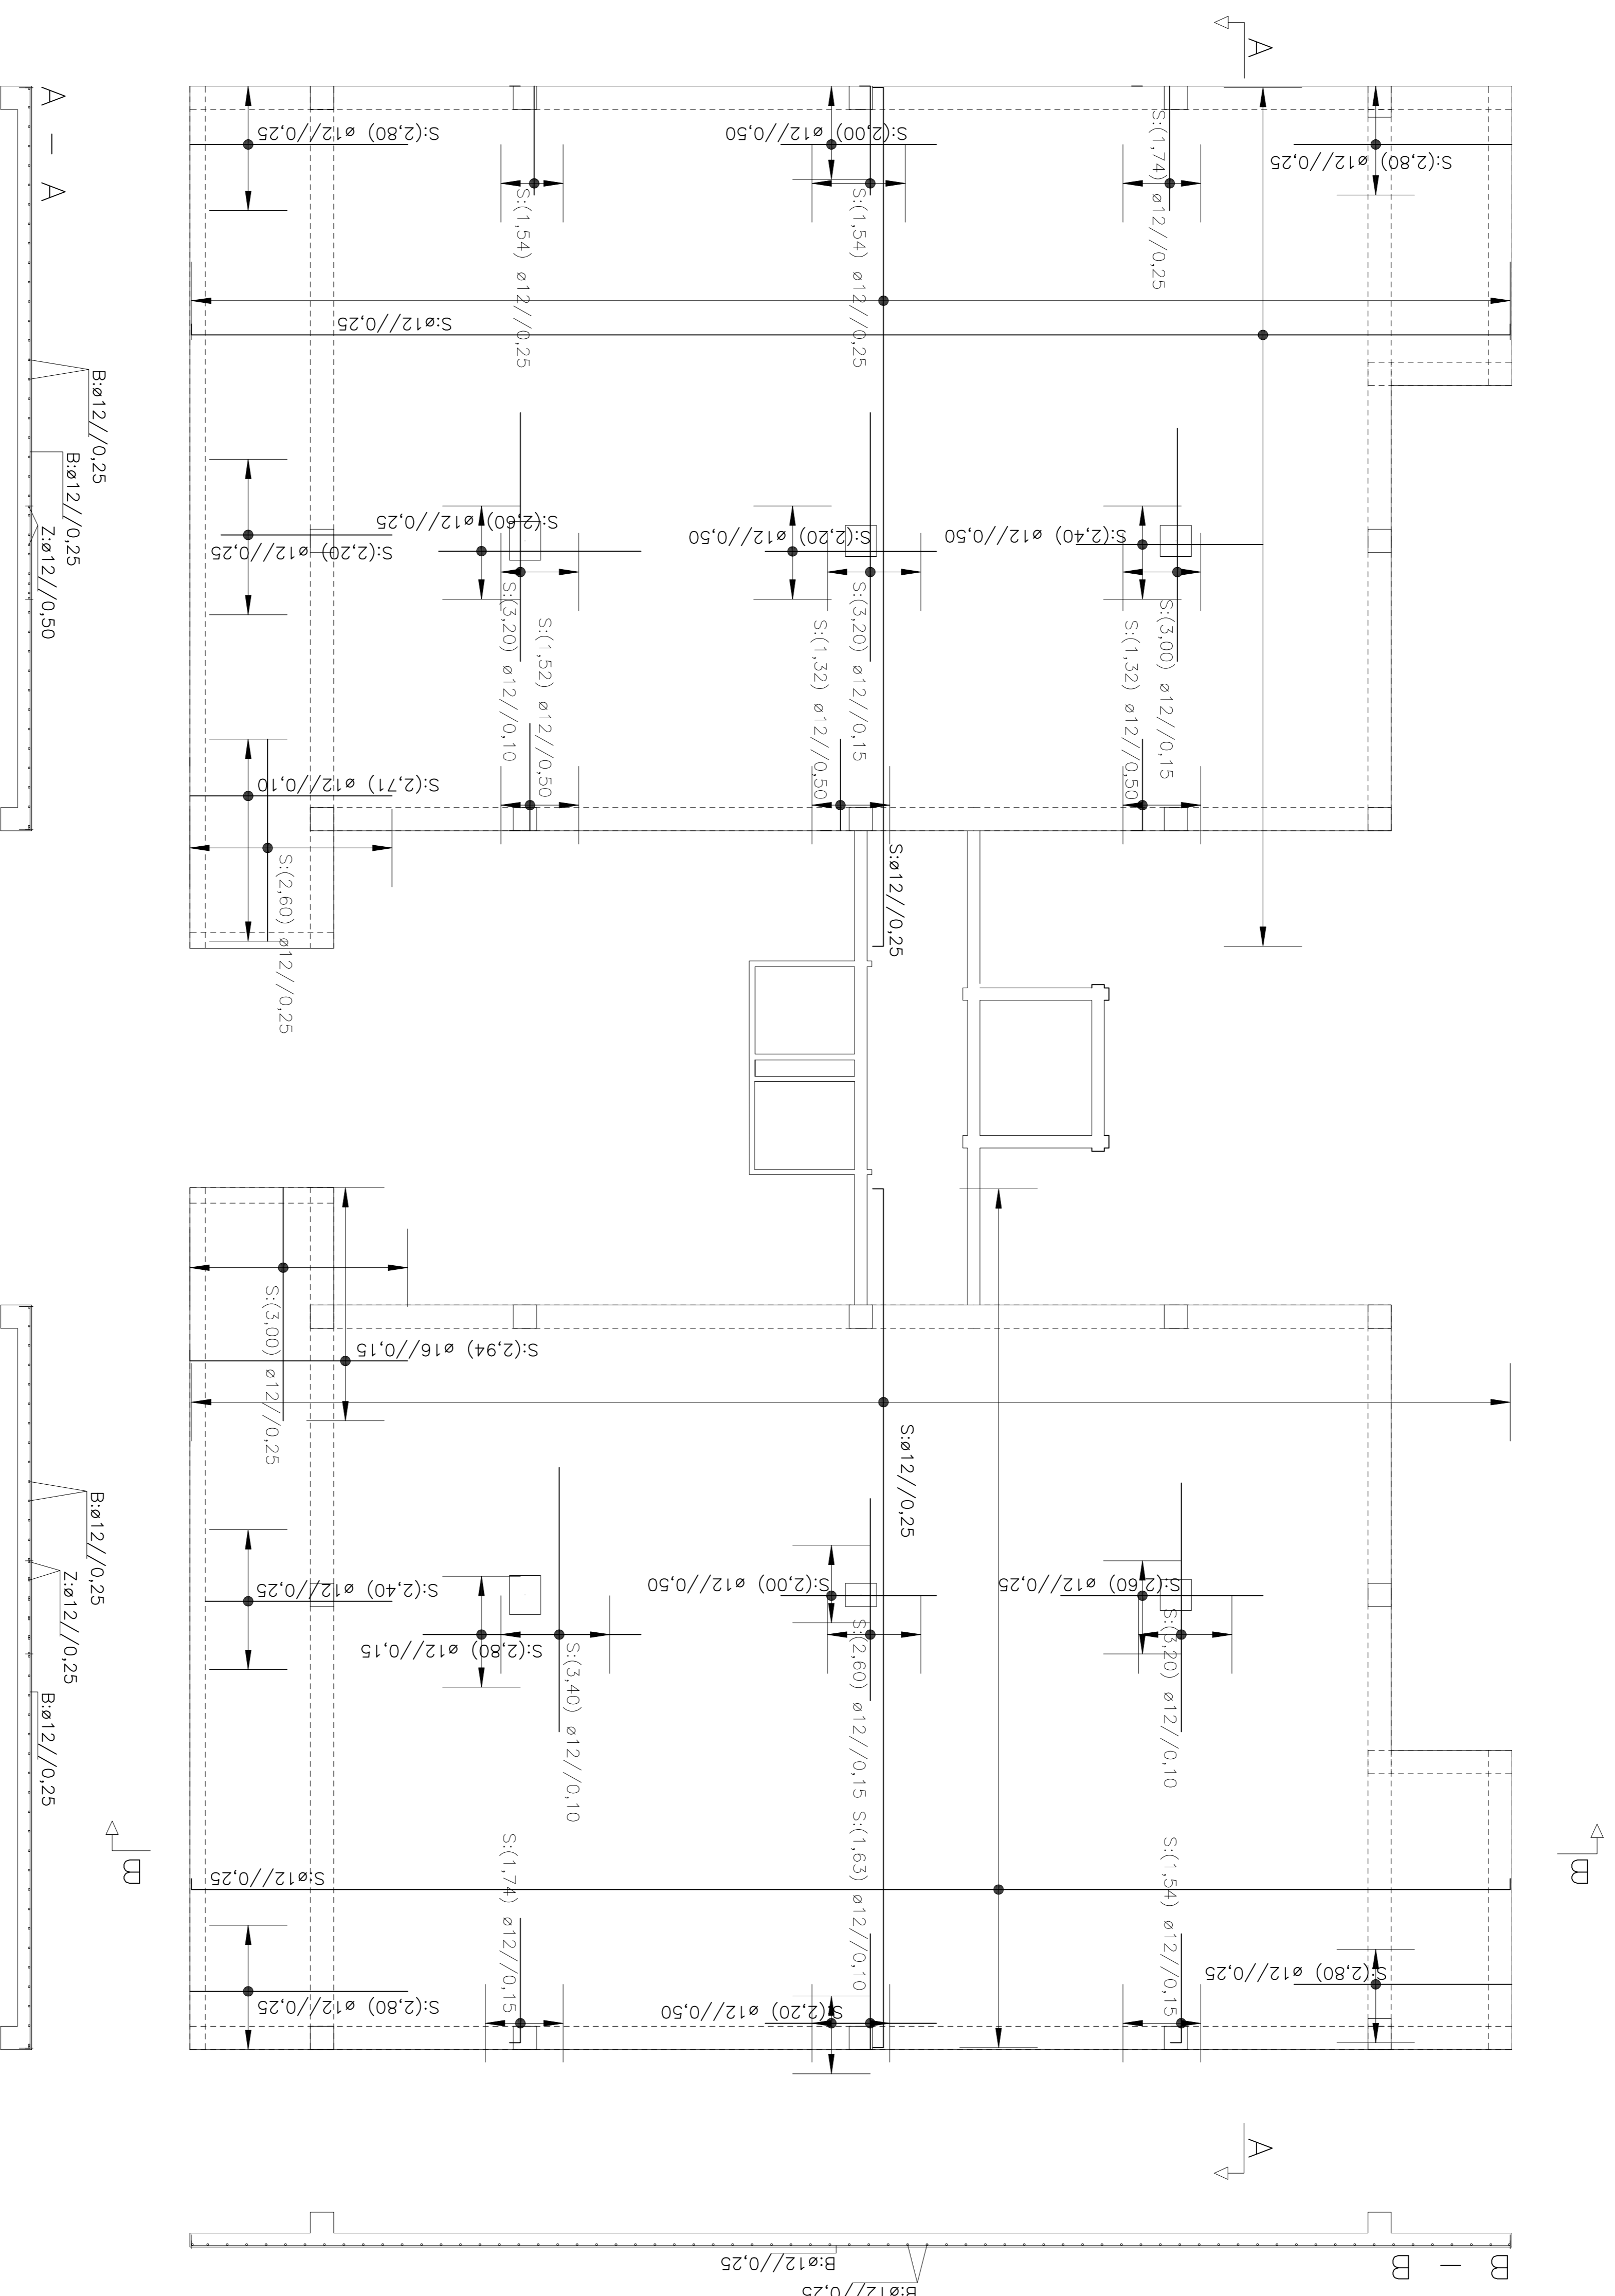 A
S:(2,80) ø12//0,25
S:(2,00) ø12//0,50
S:(1,74) ø12//0,25
S:(2,80) ø12//0,25
S:(1,54) ø12//0,25
S:(1,54) ø12//0,25
S:ø12//0,25
S:(2,20) ø12//0,25
S:(2,60) ø12//0,25
S:(2,20) ø12//0,50
S:(2,40) ø12//0,50
S:(3,20) ø12//0,10
S:(1,52) ø12//0,50
S:(1,32) ø12//0,50
S:(3,20) ø12//0,15
S:(1,32) ø12//0,50
S:(3,00) ø12//0,15
S:(2,71) ø12//0,10
S:(2,60) ø12//0,25
S:ø12//0,25
A – A
B:ø12//0,25
B:ø12//0,25
Z:ø12//0,50
S:(3,00) ø12//0,25
S:(2,94) ø16//0,15
S:ø12//0,25
S:(2,40) ø12//0,25
S:(2,80) ø12//0,15
S:(3,40) ø12//0,10
S:(2,00) ø12//0,50
S:(2,60) ø12//0,15
S:(1,63) ø12//0,10
S:(2,60) ø12//0,25
S:(3,20) ø12//0,10
S:ø12//0,25
S:(1,74) ø12//0,15
S:(1,54) ø12//0,15
S:(2,80) ø12//0,25
S:(2,80) ø12//0,25
S:(2,20) ø12//0,50
B:ø12//0,25
Z:ø12//0,25
B:ø12//0,25
B
B
A
B:ø12//0,25
B:ø12//0,25
B – B